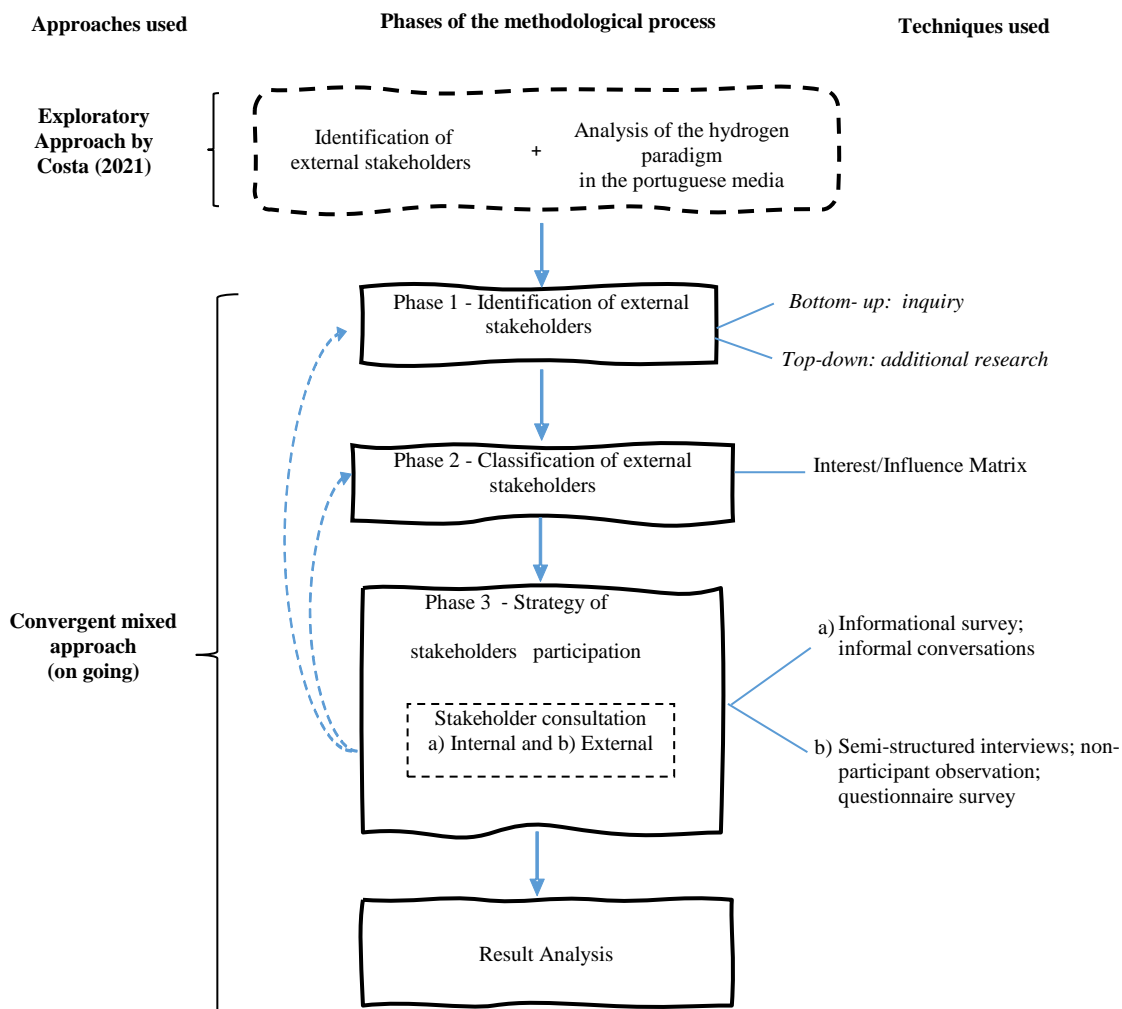 Approaches used
Phases of the methodological process
Techniques used
Exploratory
Approach by
Costa (2021)
Identification of
external stakeholders
+
Analysis of the hydrogen
paradigm
in the portuguese media
Phase 1 - Identification of external
stakeholders
Bottom- up:  inquiry
Top-down: additional research
Phase 2 - Classification of external
stakeholders
Interest/Influence Matrix
Convergent mixed
approach
(on going)
Phase 3  - Strategy of
stakeholders  participation
Stakeholder consultation
a) Internal and b) External
a) Informational survey;
informal conversations
b) Semi-structured interviews; non-
participant observation;
questionnaire survey
Result Analysis